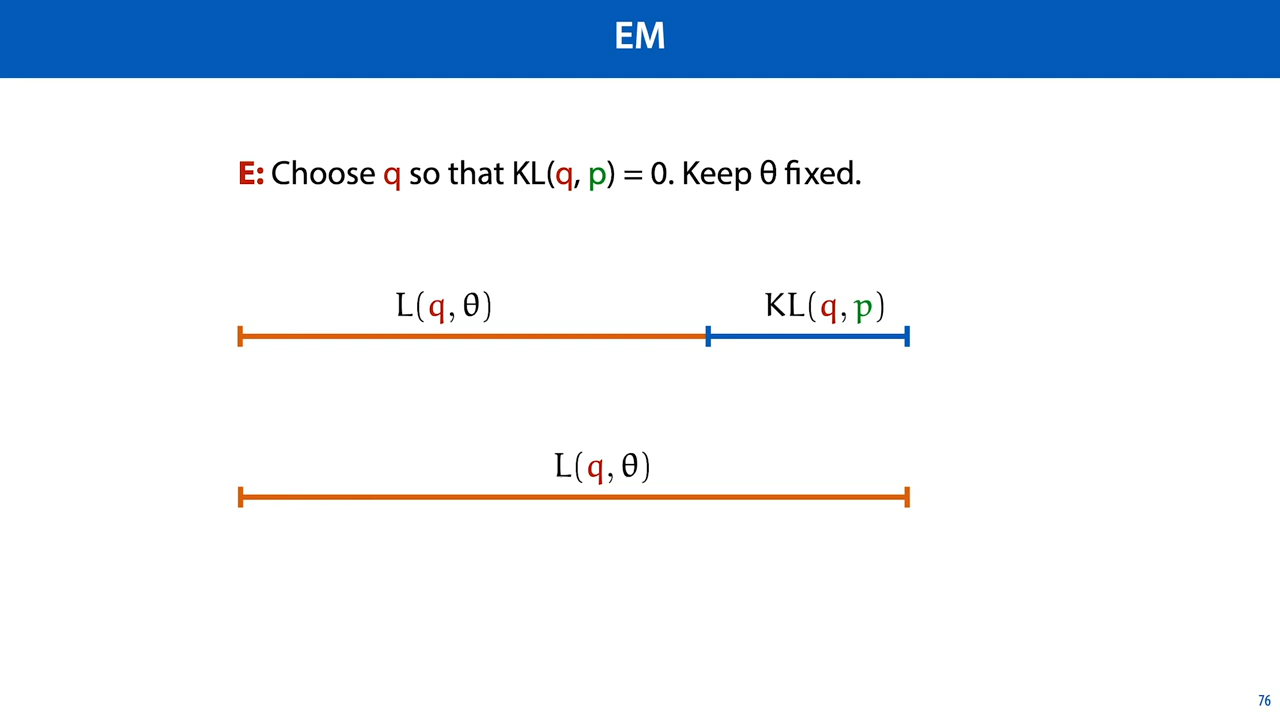 EM
E: Choose q so that KL(q, p) = 0. Keep θ fixed.
L(q, θ) KL(q, p)
L(q, θ)
76